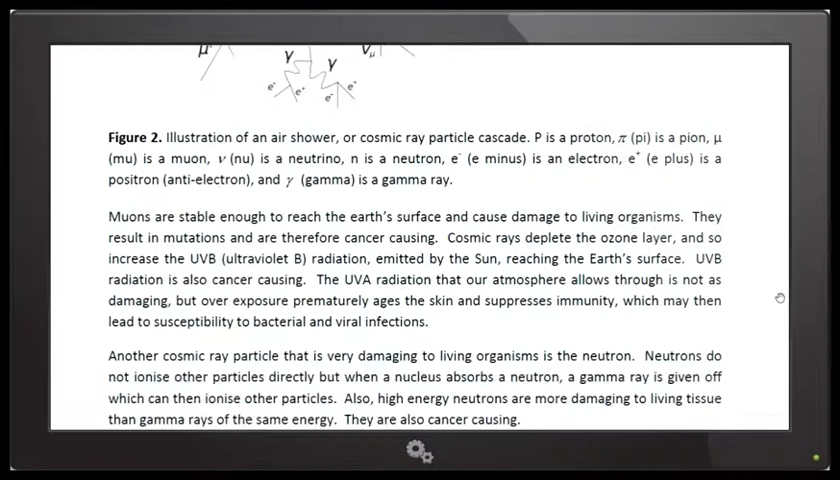 μ
γ
γ
ν μ
e⁻
e⁺
e⁻
e⁺
Figure 2. Illustration of an air shower, or cosmic ray particle cascade. P is a proton, π (pi) is a pion, μ
(mu) is a muon, ν (nu) is a neutrino, n is a neutron, e⁻ (e minus) is an electron, e⁺ (e plus) is a
positron (anti-electron), and γ (gamma) is a gamma ray.
Muons are stable enough to reach the earth's surface and cause damage to living organisms. They
result in mutations and are therefore cancer causing. Cosmic rays deplete the ozone layer, and so
increase the UVB (ultraviolet B) radiation, emitted by the Sun, reaching the Earth's surface. UVB
radiation is also cancer causing. The UVA radiation that our atmosphere allows through is not as
damaging, but over exposure prematurely ages the skin and suppresses immunity, which may then
lead to susceptibility to bacterial and viral infections.
Another cosmic ray particle that is very damaging to living organisms is the neutron. Neutrons do
not ionise other particles directly but when a nucleus absorbs a neutron, a gamma ray is given off
which can then ionise other particles. Also, high energy neutrons are more damaging to living tissue
than gamma rays of the same energy. They are also cancer causing.